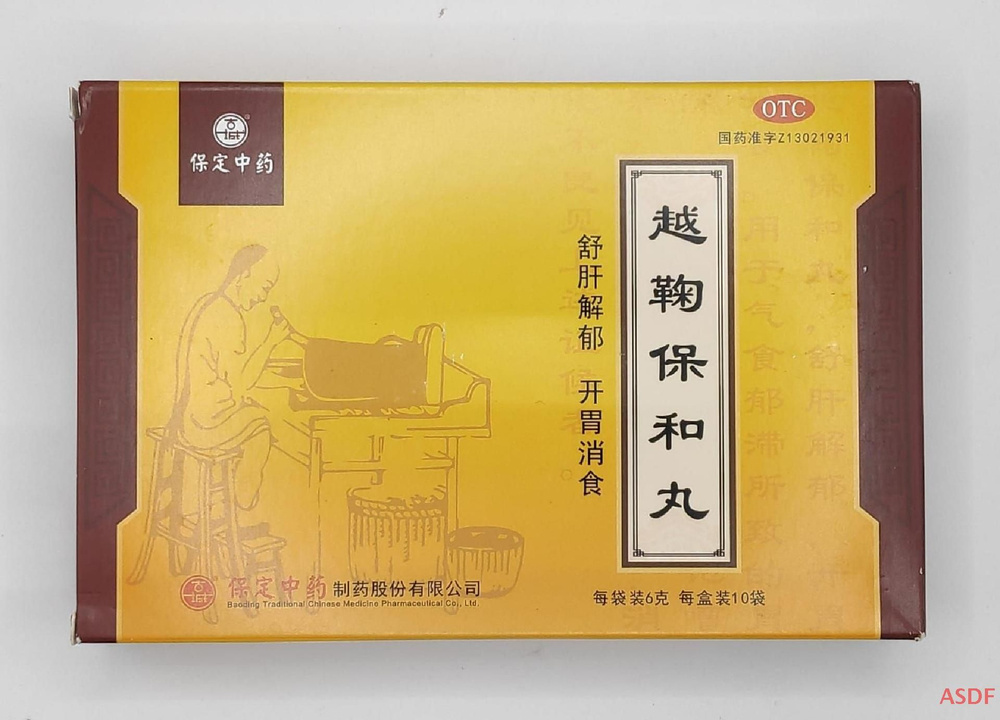 保定中药
OTC
国药准字Z13021931
越鞠保和丸
舒肝解郁 开胃消食
保定中药制药股份有限公司
Baoding Traditional Chinese Medicine Pharmaceutical Co., Ltd.
每袋装6克 每盒装10袋
ASDF